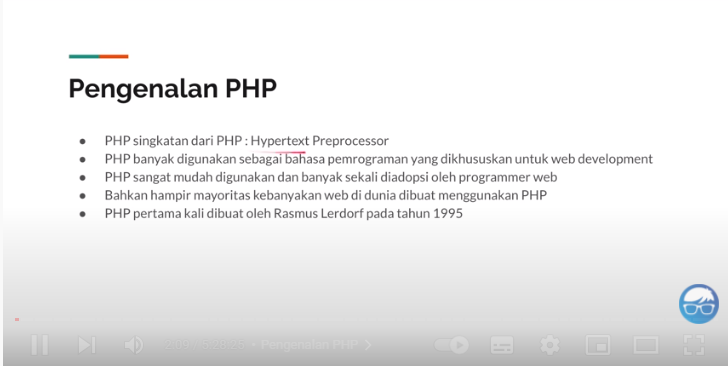 Pengenalan PHP
PHP singkatan dari PHP : Hypertext Preprocessor
PHP banyak digunakan sebagai bahasa pemrograman yang dikhususkan untuk web development
PHP sangat mudah digunakan dan banyak sekali diadopsi oleh programmer web
Bahkan hampir mayoritas kebanyakan web di dunia dibuat menggunakan PHP
PHP pertama kali dibuat oleh Rasmus Lerdorf pada tahun 1995
Pengenalan PHP